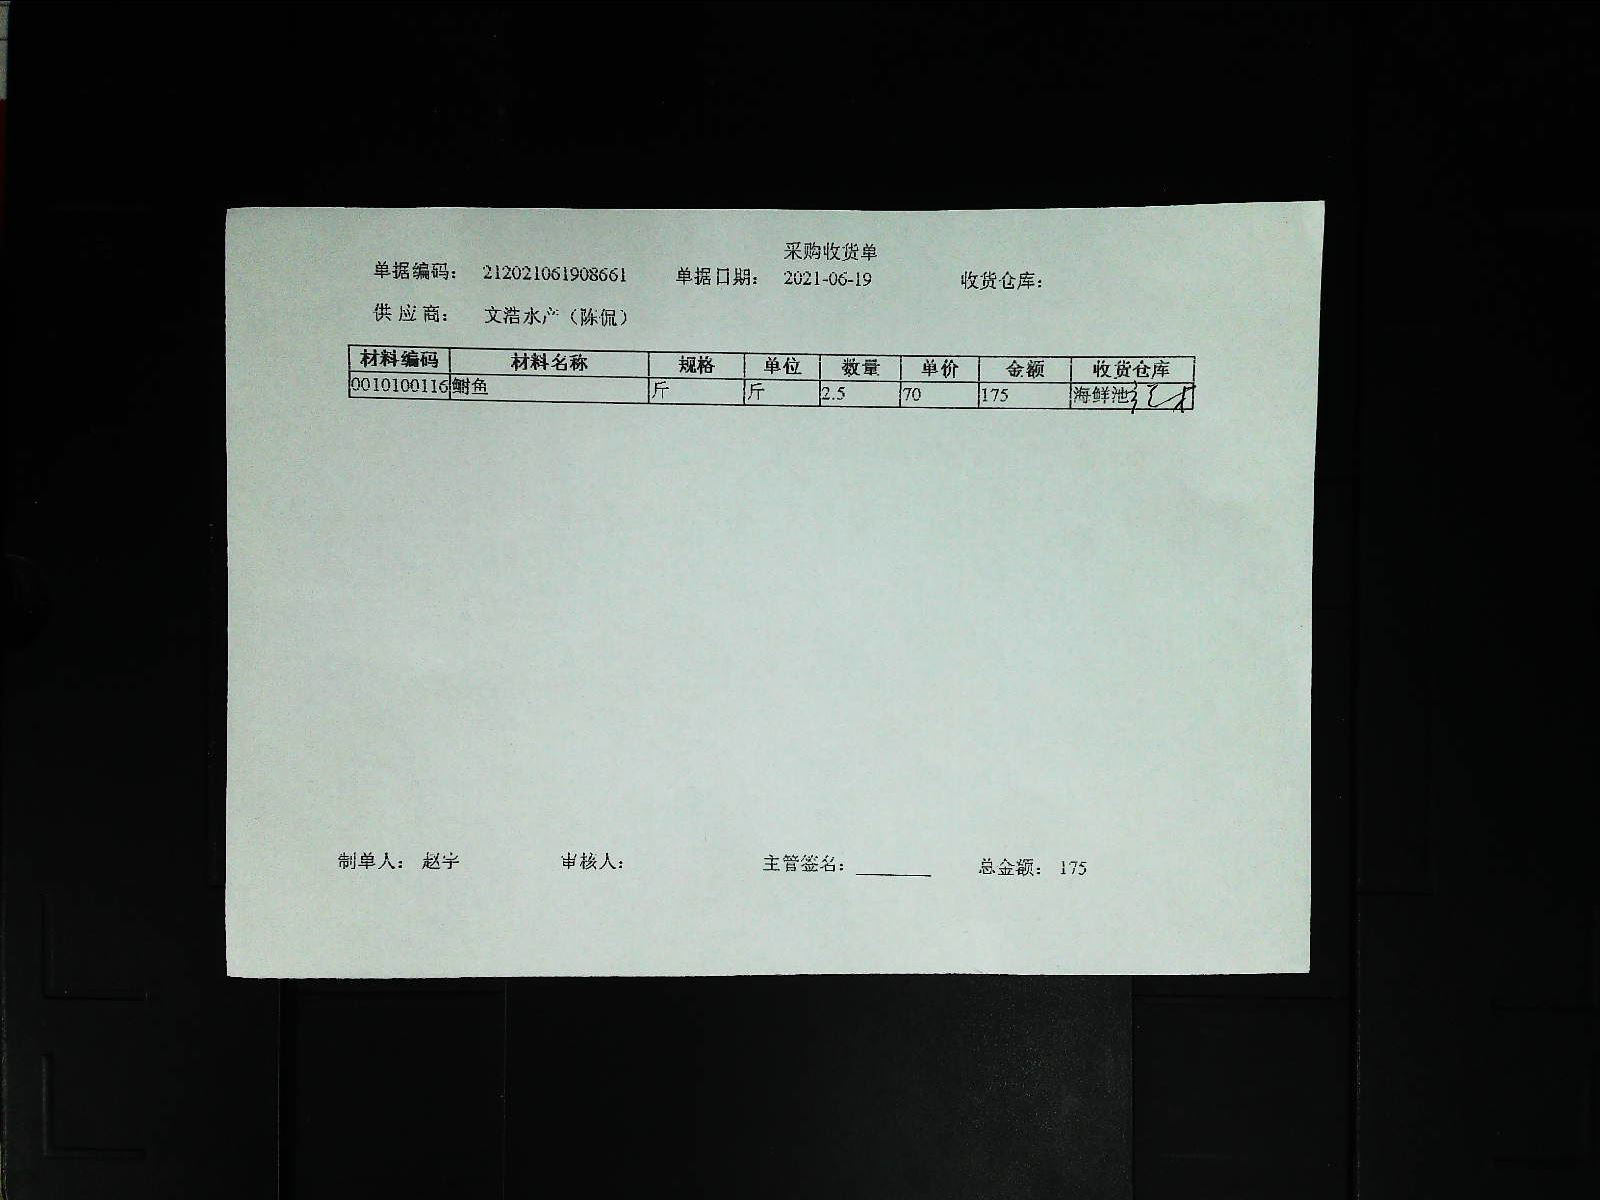 采购收货单
单据编码： 212021061908661 单据日期： 2021-06-19 收货仓库：
供 应 商： 文浩水产（陈侃）
材料编码 材料名称 规格 单位 数量 单价 金额 收货仓库
0010100116 鲥鱼 斤 斤 2.5 70 175 海鲜池
制单人： 赵宇 审核人： 主管签名： 总金额： 175